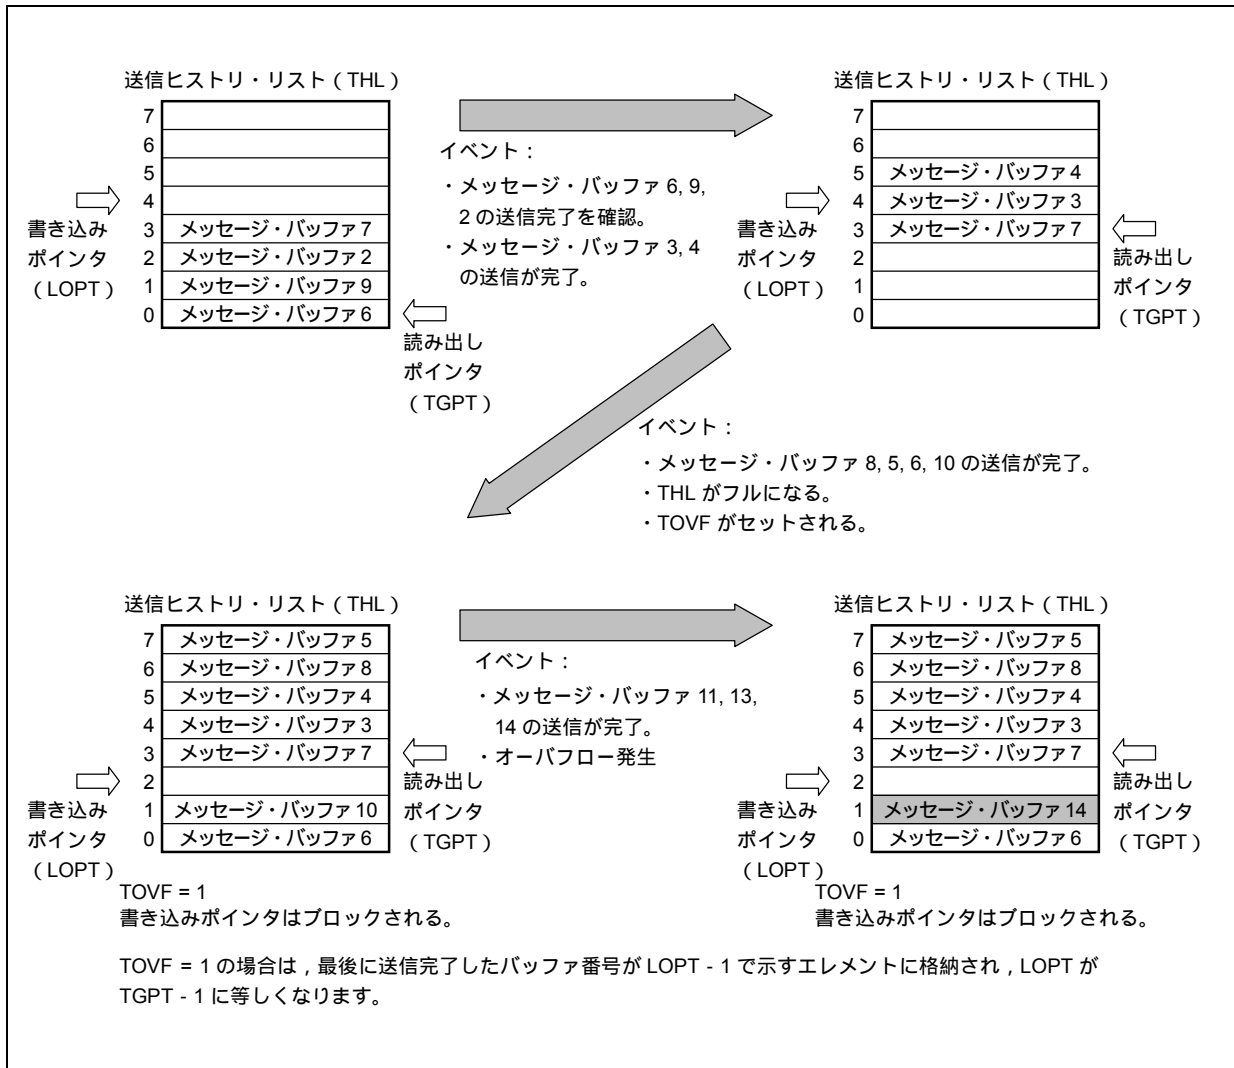 送信ヒストリ・リスト（THL）
7
6
5
4
3 メッセージ・バッファ 7
2 メッセージ・バッファ 2
1 メッセージ・バッファ 9
0 メッセージ・バッファ 6
書き込み
ポインタ
（LOPT）
読み出し
ポインタ
（TGPT）
イベント：
・メッセージ・バッファ 6, 9,
2 の送信完了を確認。
・メッセージ・バッファ 3, 4
の送信が完了。
送信ヒストリ・リスト（THL）
7
6
5 メッセージ・バッファ 4
4 メッセージ・バッファ 3
3 メッセージ・バッファ 7
2
1
0
書き込み
ポインタ
（LOPT）
読み出し
ポインタ
（TGPT）
イベント：
・メッセージ・バッファ 8, 5, 6, 10 の送信が完了。
・THL がフルになる。
・TOVF がセットされる。
送信ヒストリ・リスト（THL）
7 メッセージ・バッファ 5
6 メッセージ・バッファ 8
5 メッセージ・バッファ 4
4 メッセージ・バッファ 3
3 メッセージ・バッファ 7
2
1 メッセージ・バッファ 10
0 メッセージ・バッファ 6
書き込み
ポインタ
（LOPT）
読み出し
ポインタ
（TGPT）
TOVF = 1
書き込みポインタはブロックされる。
イベント：
・メッセージ・バッファ 11, 13,
14 の送信が完了。
・オーバフロー発生
送信ヒストリ・リスト（THL）
7 メッセージ・バッファ 5
6 メッセージ・バッファ 8
5 メッセージ・バッファ 4
4 メッセージ・バッファ 3
3 メッセージ・バッファ 7
2
1 メッセージ・バッファ 14
0 メッセージ・バッファ 6
書き込み
ポインタ
（LOPT）
読み出し
ポインタ
（TGPT）
TOVF = 1
書き込みポインタはブロックされる。
TOVF = 1 の場合は，最後に送信完了したバッファ番号が LOPT - 1 で示すエレメントに格納され，LOPT が
TGPT - 1 に等しくなります。